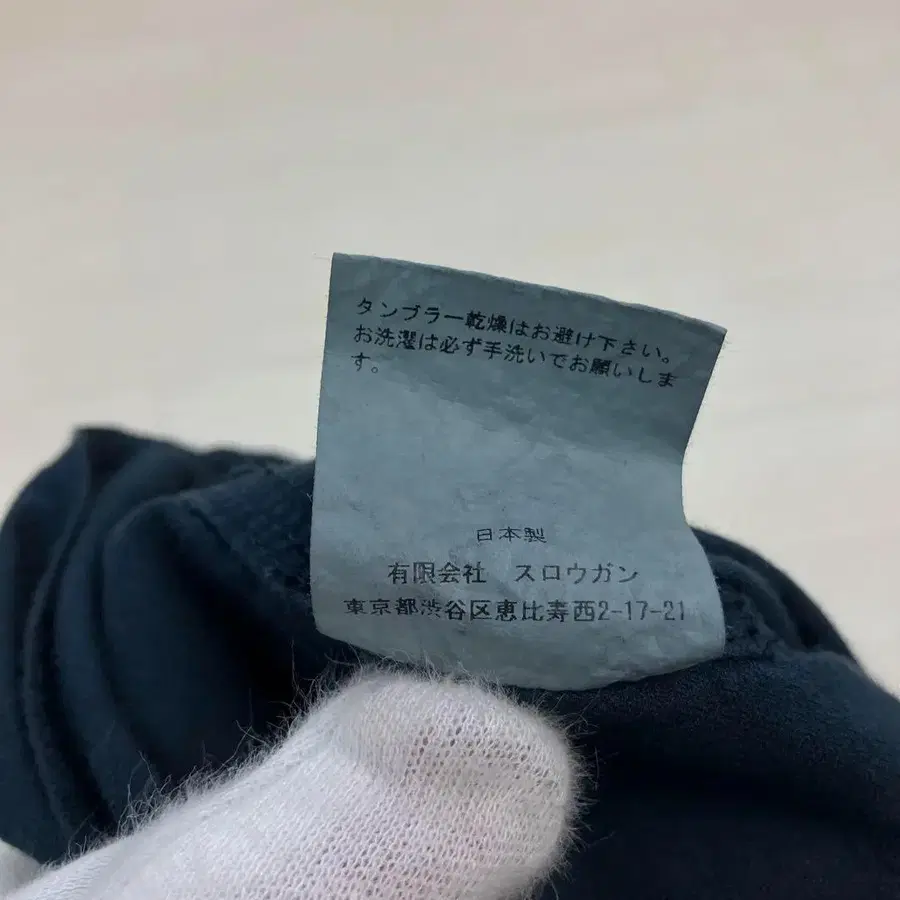 タンブラー乾燥はお避け下さい。
お洗濯は必ず手洗いでお願いしま
す。
日本製
有限会社　スロウガン
東京都渋谷区恵比寿西2-17-21